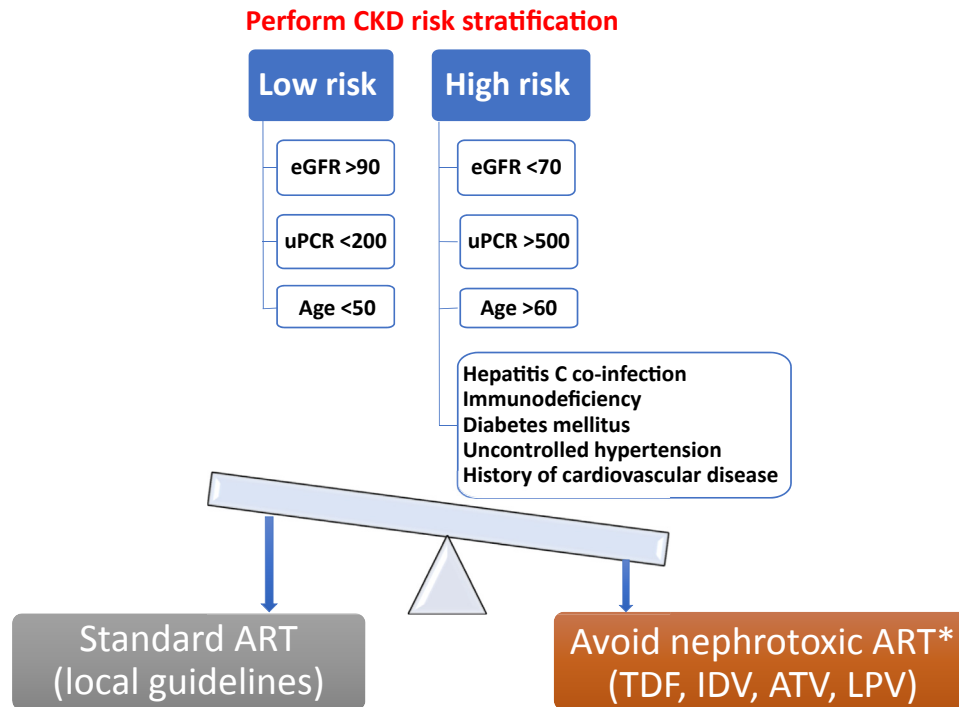 Perform CKD risk stratification
Low risk
eGFR >90
uPCR <200
Age <50
High risk
eGFR <70
uPCR >500
Age >60
Hepatitis C co-infection
Immunodeficiency
Diabetes mellitus
Uncontrolled hypertension
History of cardiovascular disease
Standard ART
(local guidelines)
Avoid nephrotoxic ART*
(TDF, IDV, ATV, LPV)